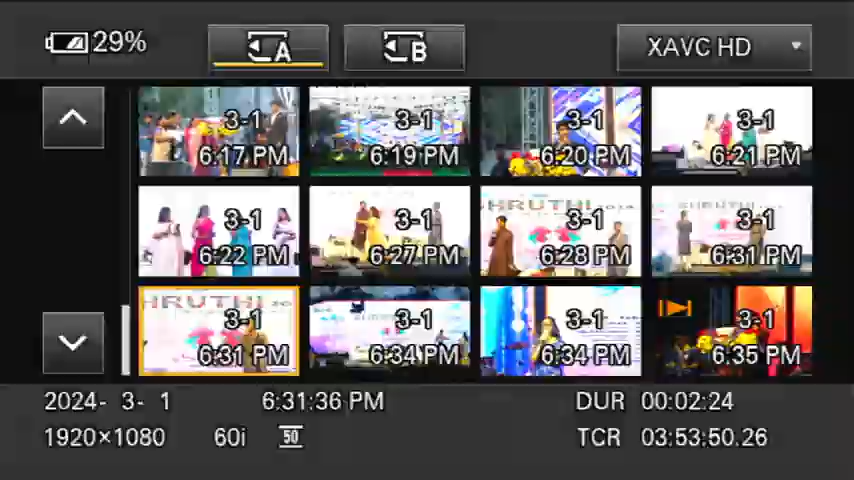 29% A B XAVC HD
3-1 3-1 3-1 3-1
6:17 PM 6:19 PM 6:20 PM 6:21 PM
HRUTHI SHRUTHI
3-1 3-1 3-1 3-1
6:22 PM 6:27 PM 6:28 PM 6:31 PM
HRUTHI
3-1 3-1 3-1 3-1
6:31 PM 6:34 PM 6:34 PM 6:35 PM
2024- 3- 1 6:31:36 PM DUR 00:02:24
1920×1080 60i 50 TCR 03:53:50.26